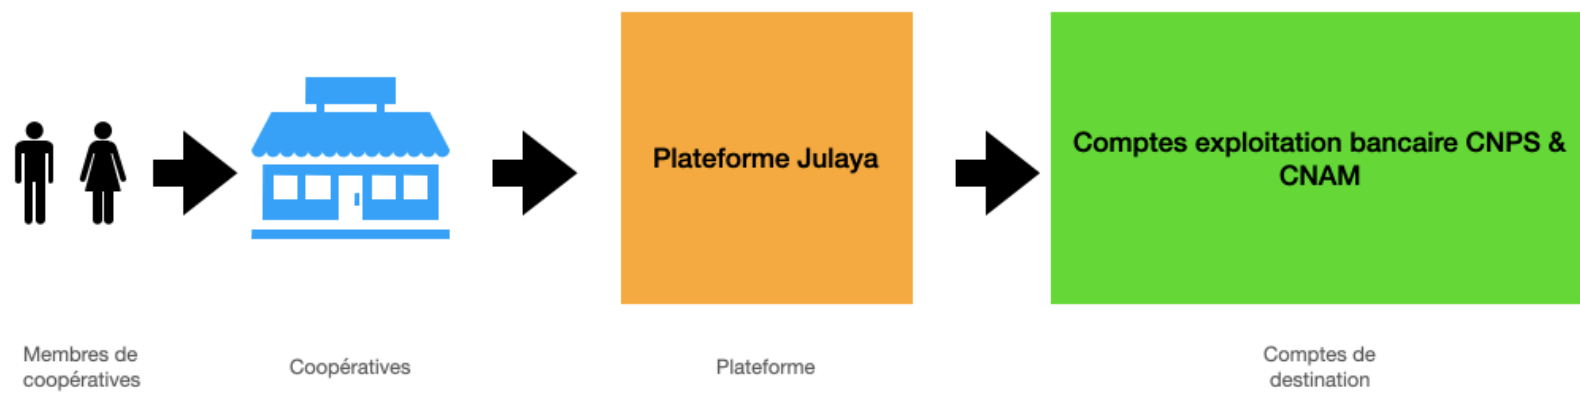 Plateforme Julaya
Comptes exploitation bancaire CNPS &
CNAM
Membres de
coopératives
Coopératives
Plateforme
Comptes de
destination